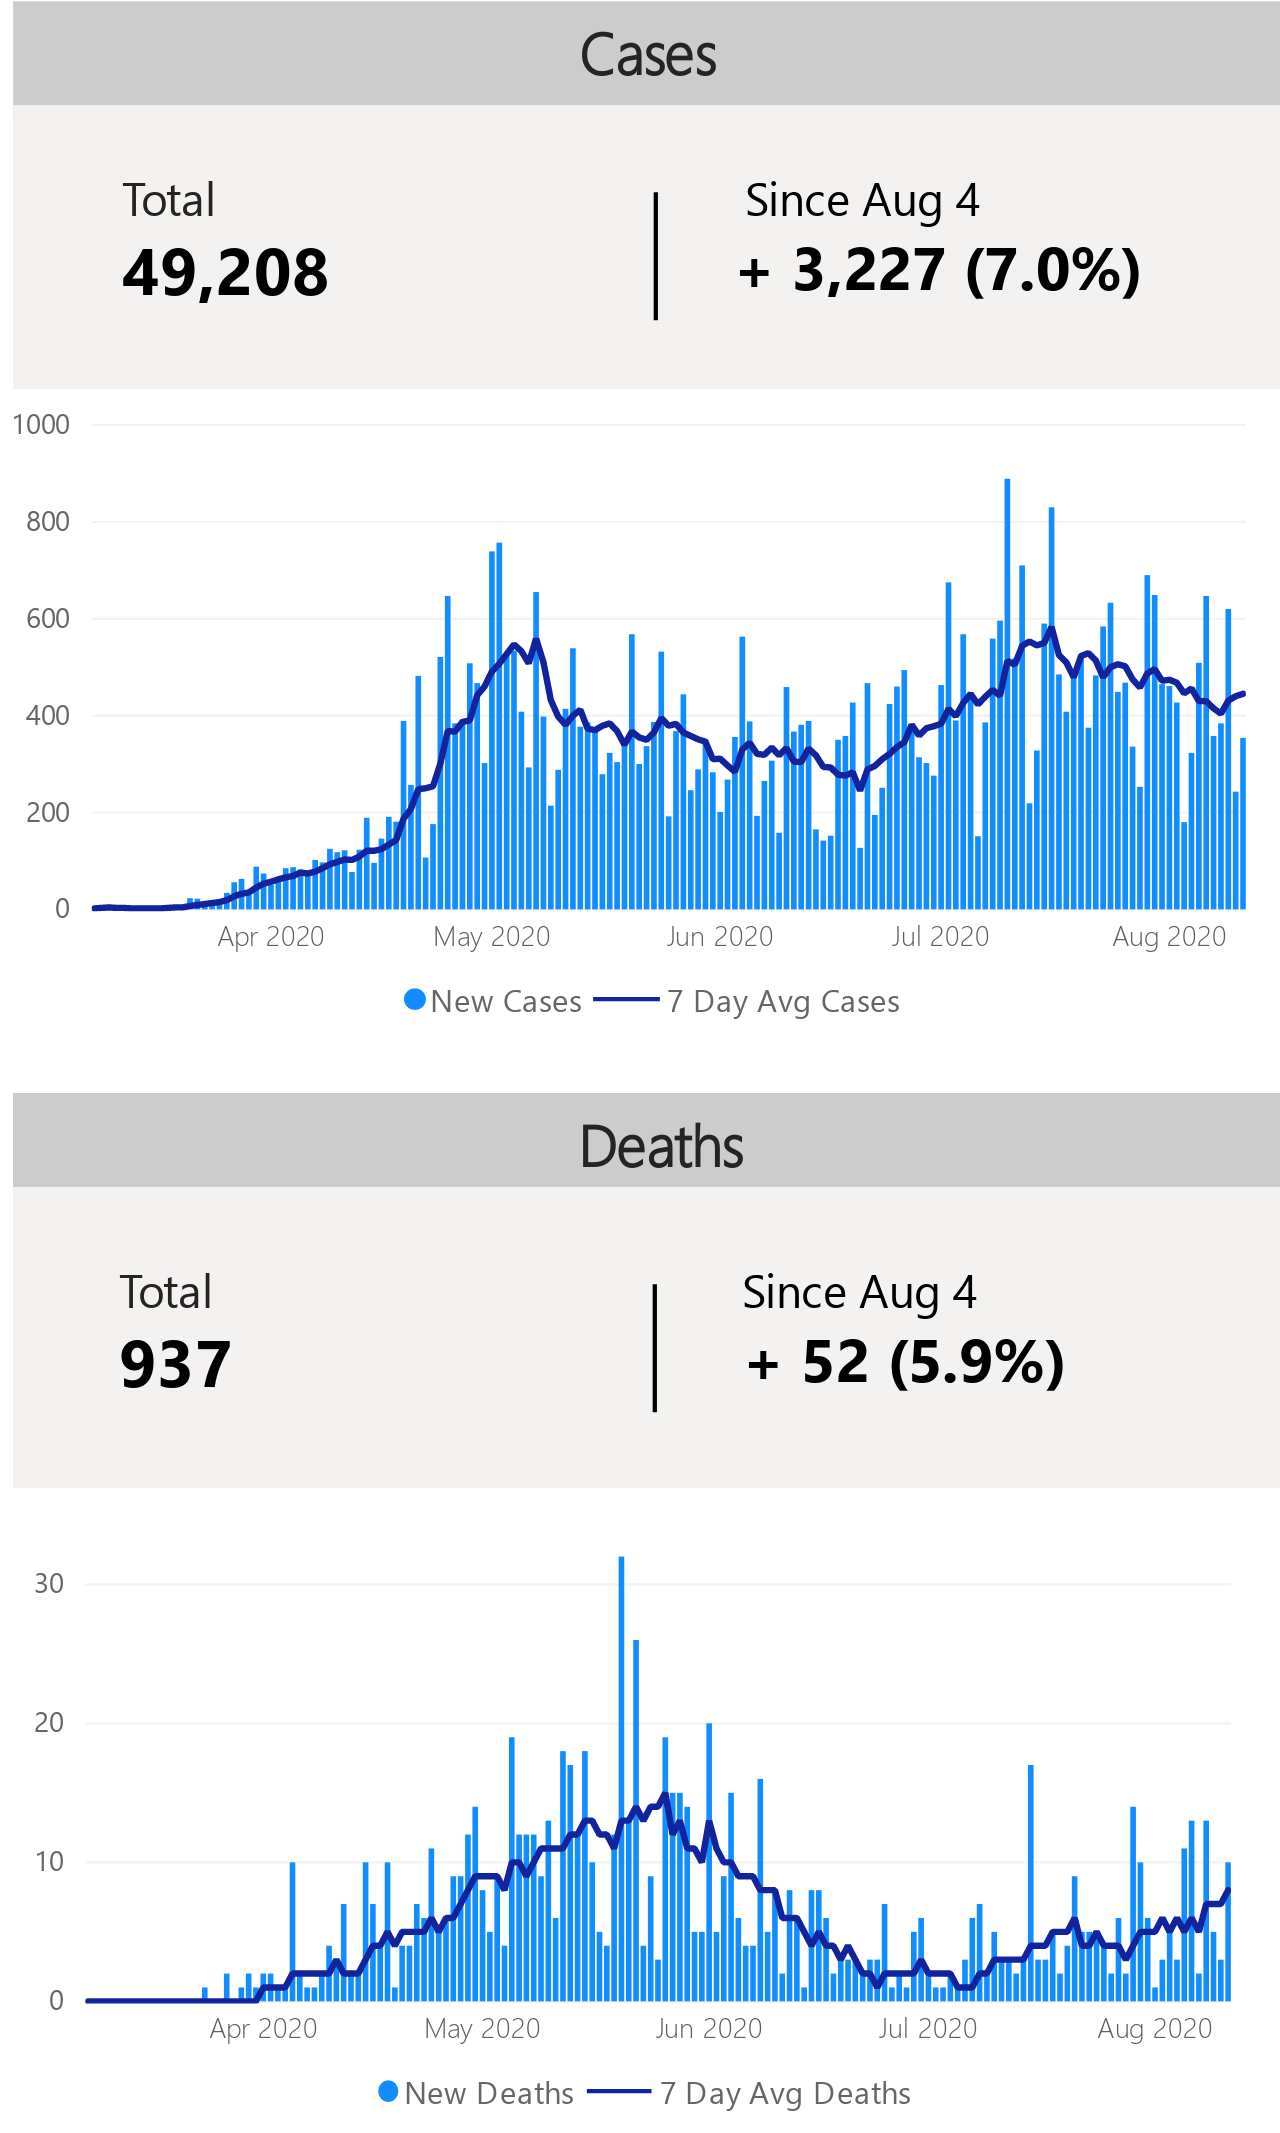 Cases
Total
Since Aug 4
49,208
+ 3,227 (7.0%)
1000
800
600
400
200
0
Apr 2020
May 2020
Jun 2020
Jul 2020
Aug 2020
New Cases
7 Day Avg Cases
Deaths
Total
Since Aug 4
937
+ 52 (5.9%)
30
20
10
0
Apr 2020
May 2020
Jun 2020
Jul 2020
Aug 2020
New Deaths
7 Day Avg Deaths